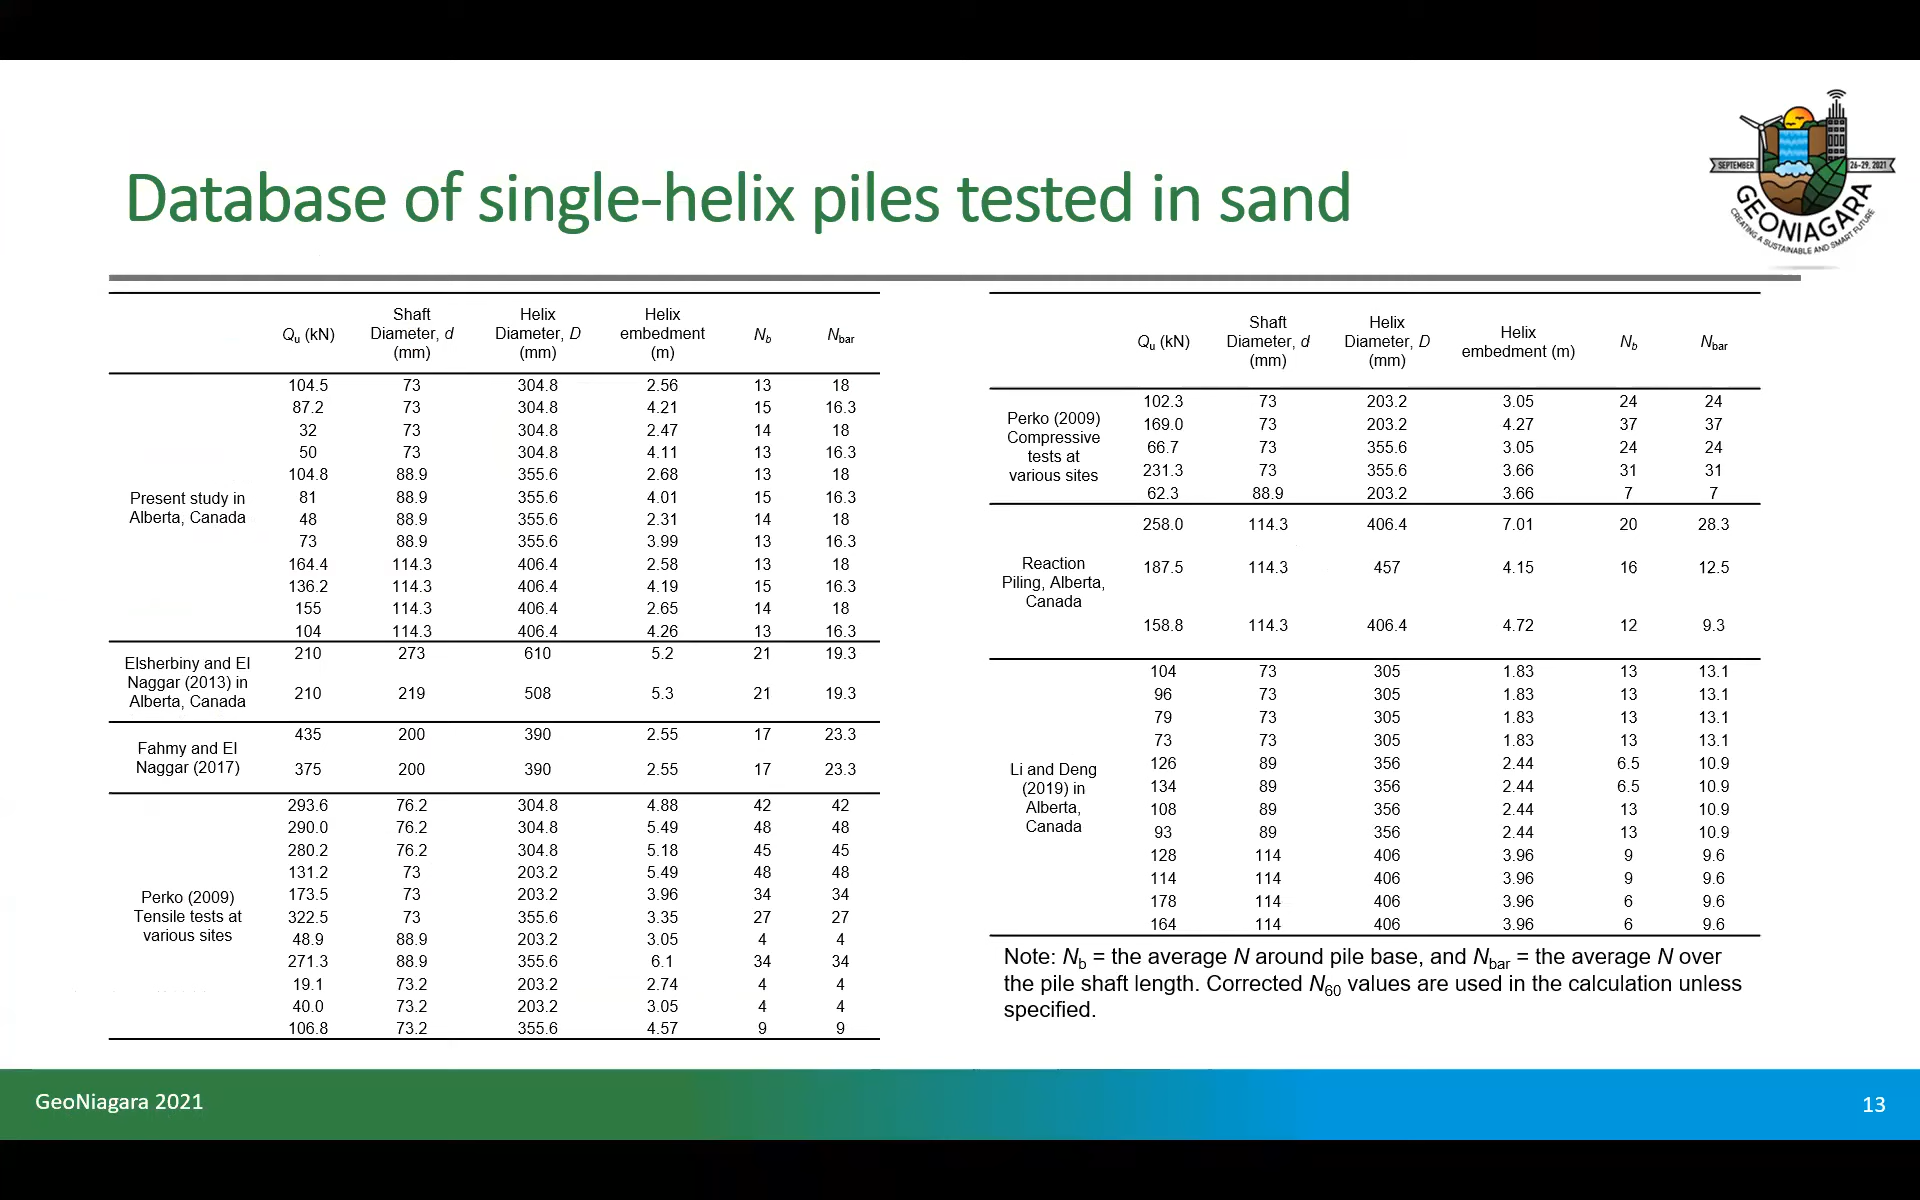 SEPTEMBER 26-29, 2021
GEONIAGARA
CREATING A SUSTAINABLE AND SMART FUTURE
Database of single-helix piles tested in sand
Qu (kN) Shaft Diameter, d (mm) Helix Diameter, D (mm) Helix embedment (m) Nb Nbar
Present study in Alberta, Canada
104.5 73 304.8 2.56 13 18
87.2 73 304.8 4.21 15 16.3
32 73 304.8 2.47 14 18
50 73 304.8 4.11 13 16.3
104.8 88.9 355.6 2.68 13 18
81 88.9 355.6 4.01 15 16.3
48 88.9 355.6 2.31 14 18
73 88.9 355.6 3.99 13 16.3
164.4 114.3 406.4 2.58 13 18
136.2 114.3 406.4 4.19 15 16.3
155 114.3 406.4 2.65 14 18
104 114.3 406.4 4.26 13 16.3
Elsherbiny and El Naggar (2013) in Alberta, Canada
210 273 610 5.2 21 19.3
210 219 508 5.3 21 19.3
Fahmy and El Naggar (2017)
435 200 390 2.55 17 23.3
375 200 390 2.55 17 23.3
Perko (2009) Tensile tests at various sites
293.6 76.2 304.8 4.88 42 42
290.0 76.2 304.8 5.49 48 48
280.2 76.2 304.8 5.18 45 45
131.2 73 203.2 5.49 48 48
173.5 73 203.2 3.96 34 34
322.5 73 355.6 3.35 27 27
48.9 88.9 203.2 3.05 4 4
271.3 88.9 355.6 6.1 34 34
19.1 73.2 203.2 2.74 4 4
40.0 73.2 203.2 3.05 4 4
106.8 73.2 355.6 4.57 9 9
Qu (kN) Shaft Diameter, d (mm) Helix Diameter, D (mm) Helix embedment (m) Nb Nbar
Perko (2009) Compressive tests at various sites
102.3 73 203.2 3.05 24 24
169.0 73 203.2 4.27 37 37
66.7 73 355.6 3.05 24 24
231.3 73 355.6 3.66 31 31
62.3 88.9 203.2 3.66 7 7
Reaction Piling, Alberta, Canada
258.0 114.3 406.4 7.01 20 28.3
187.5 114.3 457 4.15 16 12.5
158.8 114.3 406.4 4.72 12 9.3
Li and Deng (2019) in Alberta, Canada
104 73 305 1.83 13 13.1
96 73 305 1.83 13 13.1
79 73 305 1.83 13 13.1
73 73 305 1.83 13 13.1
126 89 356 2.44 6.5 10.9
134 89 356 2.44 6.5 10.9
108 89 356 2.44 13 10.9
93 89 356 2.44 13 10.9
128 114 406 3.96 9 9.6
114 114 406 3.96 9 9.6
178 114 406 3.96 6 9.6
164 114 406 3.96 6 9.6
Note: Nb = the average N around pile base, and Nbar = the average N over
the pile shaft length. Corrected N60 values are used in the calculation unless
specified.
GeoNiagara 2021
13